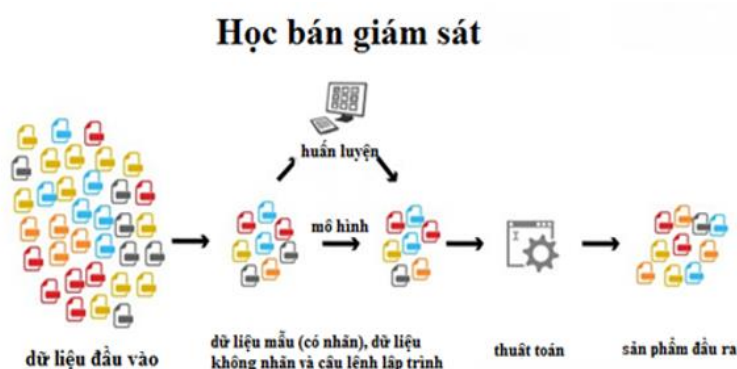 Học bán giám sát
huấn luyện
mô hình
dữ liệu đầu vào
dữ liệu mẫu (có nhãn), dữ liệu
không nhãn và câu lệnh lập trình
thuât toán
sản phẩm đầu ra